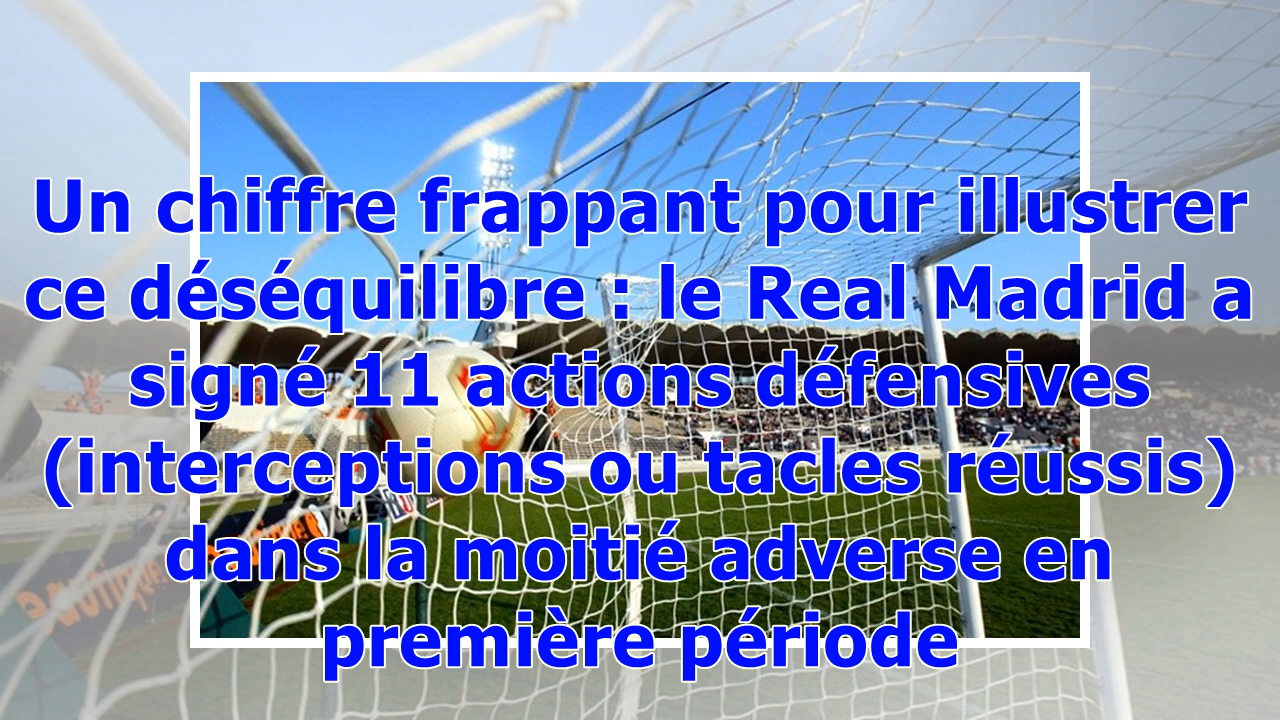 Un chiffre frappant pour illustrer
ce déséquilibre : le Real Madrid a
signé 11 actions défensives
(interceptions ou tacles réussis)
dans la moitié adverse en
première période